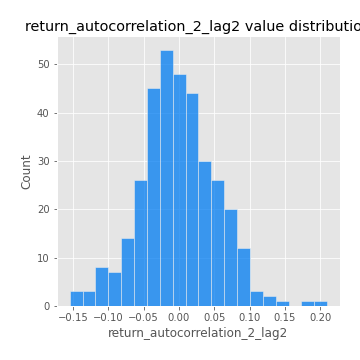 return_autocorrelation_2_lag2 value distributio
50
40
30
20
10
0
Count
−0.15 −0.10 −0.05 0.00 0.05 0.10 0.15 0.20
return_autocorrelation_2_lag2